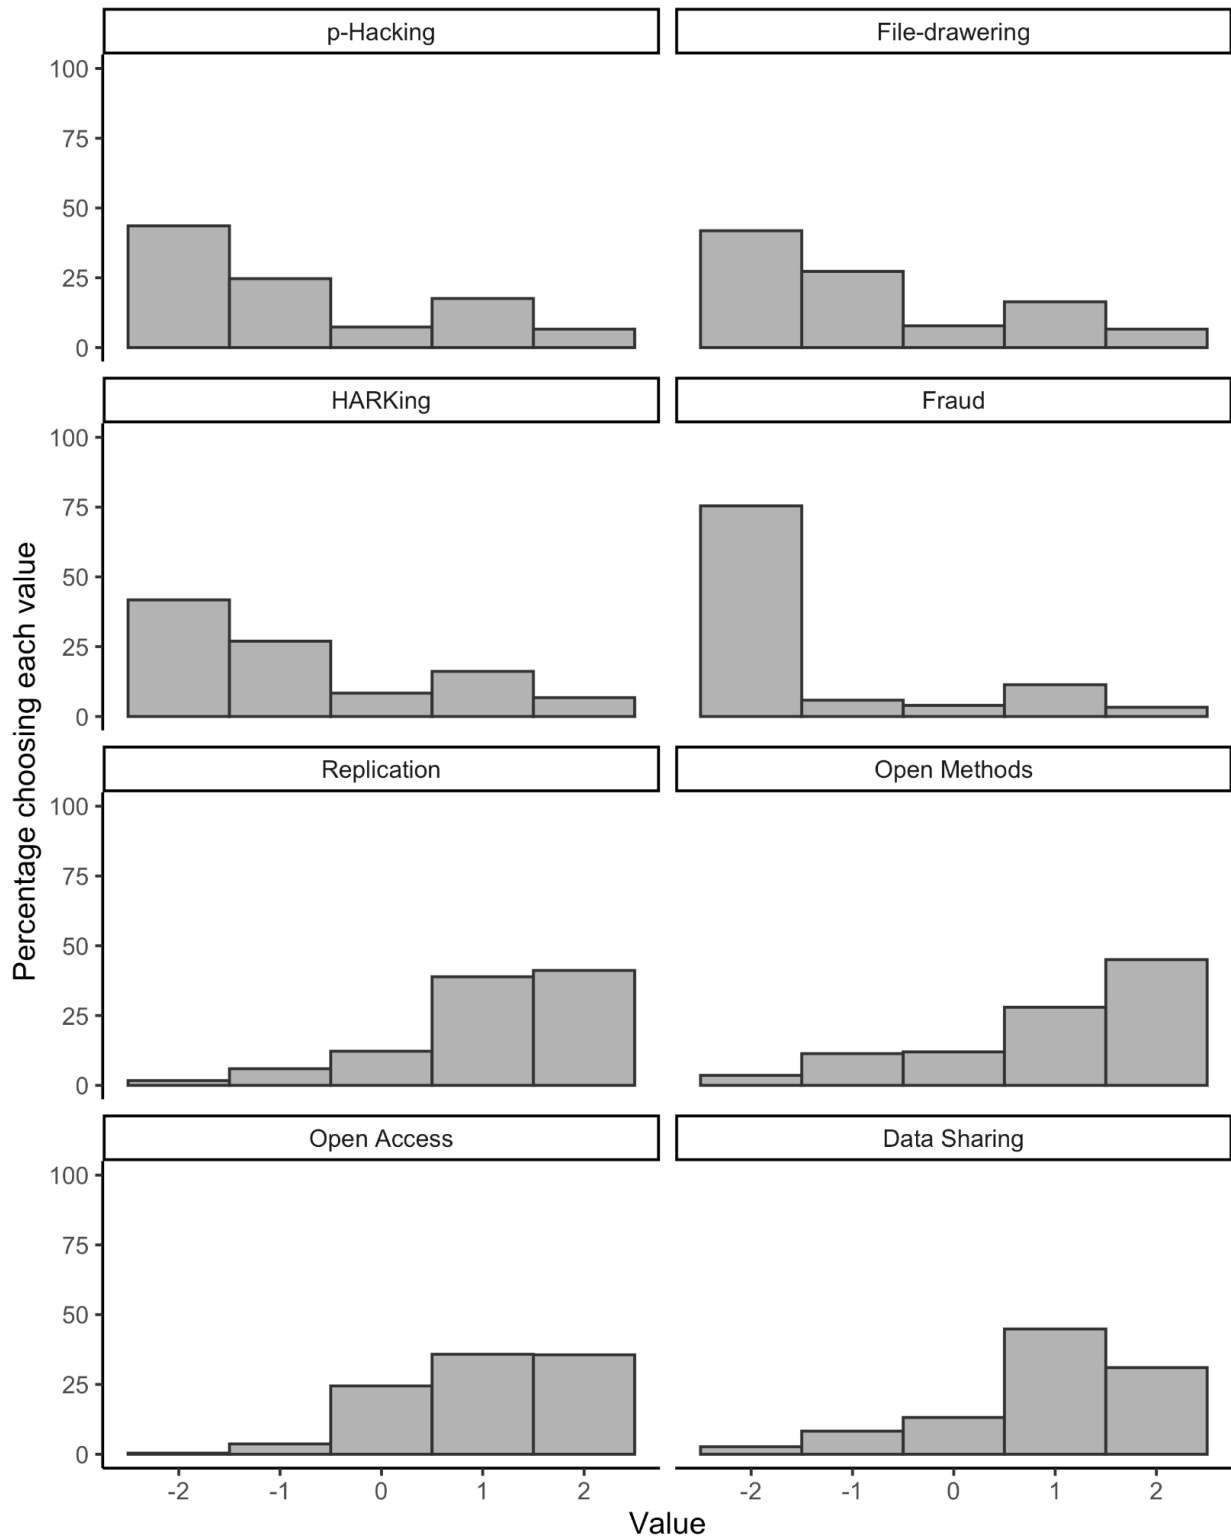 p-Hacking
File-drawering
100
75
50
25
0
HARKing
Fraud
100
75
50
25
0
Replication
Open Methods
100
75
50
25
0
Open Access
Data Sharing
100
75
50
25
0
-2 -1 0 1 2
-2 -1 0 1 2
Value
Percentage choosing each value